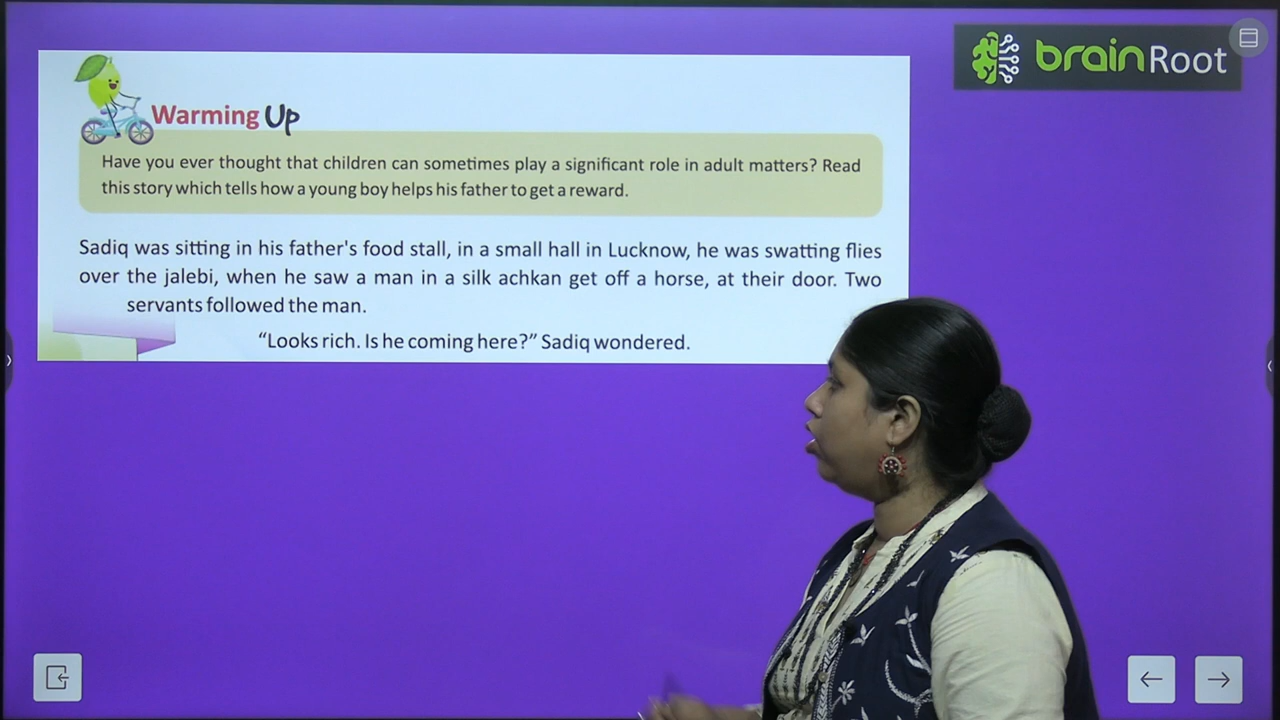 brainRoot
Warming Up
Have you ever thought that children can sometimes play a significant role in adult matters? Read
this story which tells how a young boy helps his father to get a reward.
Sadiq was sitting in his father's food stall, in a small hall in Lucknow, he was swatting flies
over the jalebi, when he saw a man in a silk achkan get off a horse, at their door. Two
servants followed the man.
“Looks rich. Is he coming here?” Sadiq wondered.